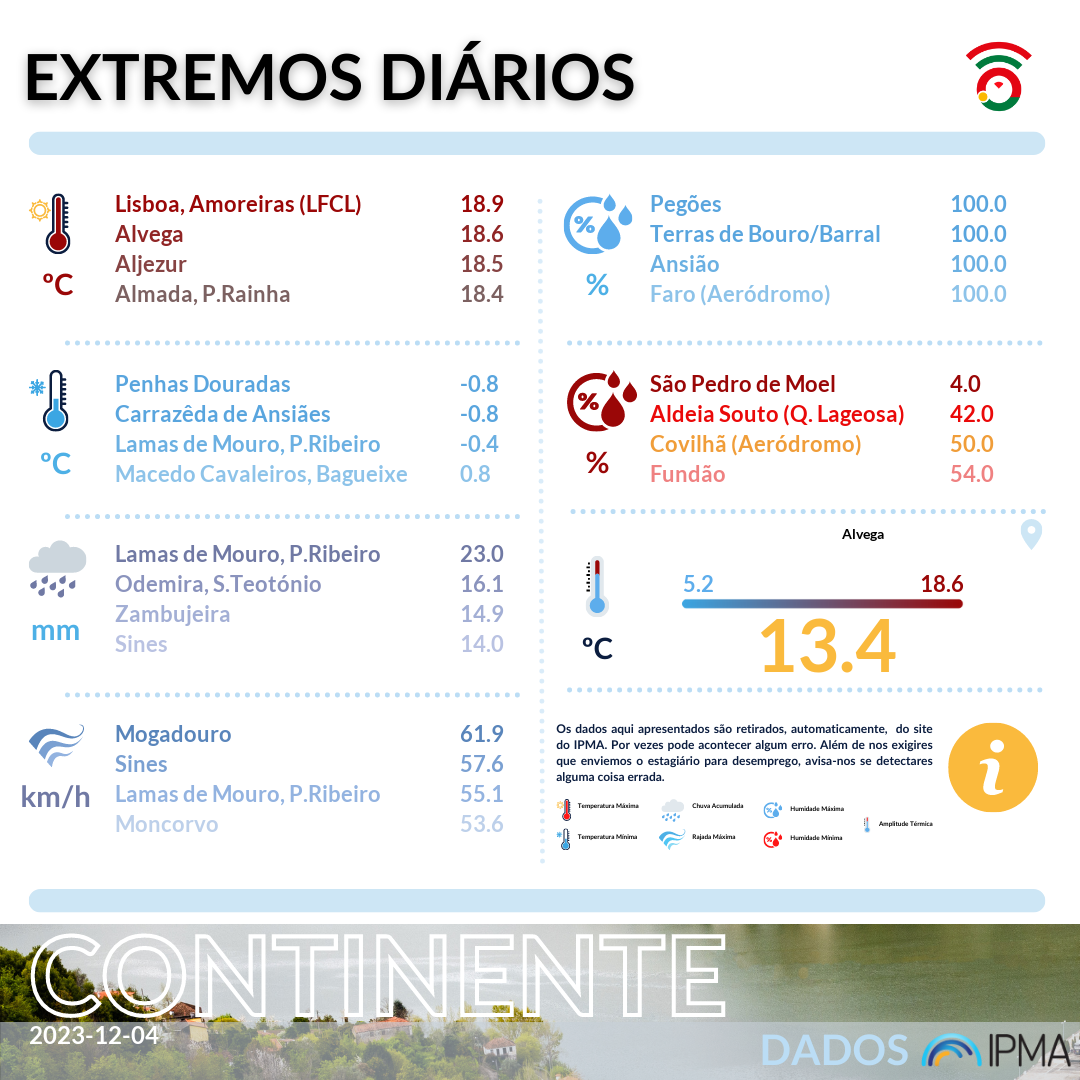 EXTREMOS DIÁRIOS
Lisboa, Amoreiras (LFCL) 18.9
Alvega 18.6
Aljezur 18.5
Almada, P.Rainha 18.4
ºC
Penhas Douradas -0.8
Carrazêda de Ansiães -0.8
Lamas de Mouro, P.Ribeiro -0.4
Macedo Cavaleiros, Bagueixe 0.8
ºC
Lamas de Mouro, P.Ribeiro 23.0
Odemira, S.Teotónio 16.1
Zambujeira 14.9
Sines 14.0
mm
Mogadouro 61.9
Sines 57.6
Lamas de Mouro, P.Ribeiro 55.1
Moncorvo 53.6
km/h
%
Pegões 100.0
Terras de Bouro/Barral 100.0
Ansião 100.0
Faro (Aeródromo) 100.0
%
%
São Pedro de Moel 4.0
Aldeia Souto (Q. Lageosa) 42.0
Covilhã (Aeródromo) 50.0
Fundão 54.0
%
Alvega
5.2 18.6
ºC
13.4
Os dados aqui apresentados são retirados, automaticamente, do site
do IPMA. Por vezes pode acontecer algum erro. Além de nos exigires
que enviemos o estagiário para desemprego, avisa-nos se detectares
alguma coisa errada.
i
Temperatura Máxima Chuva Acumulada Humidade Máxima
Amplitude Térmica
Temperatura Mínima Rajada Máxima Humidade Mínima
CONTINENTE
2023-12-04
DADOS IPMA